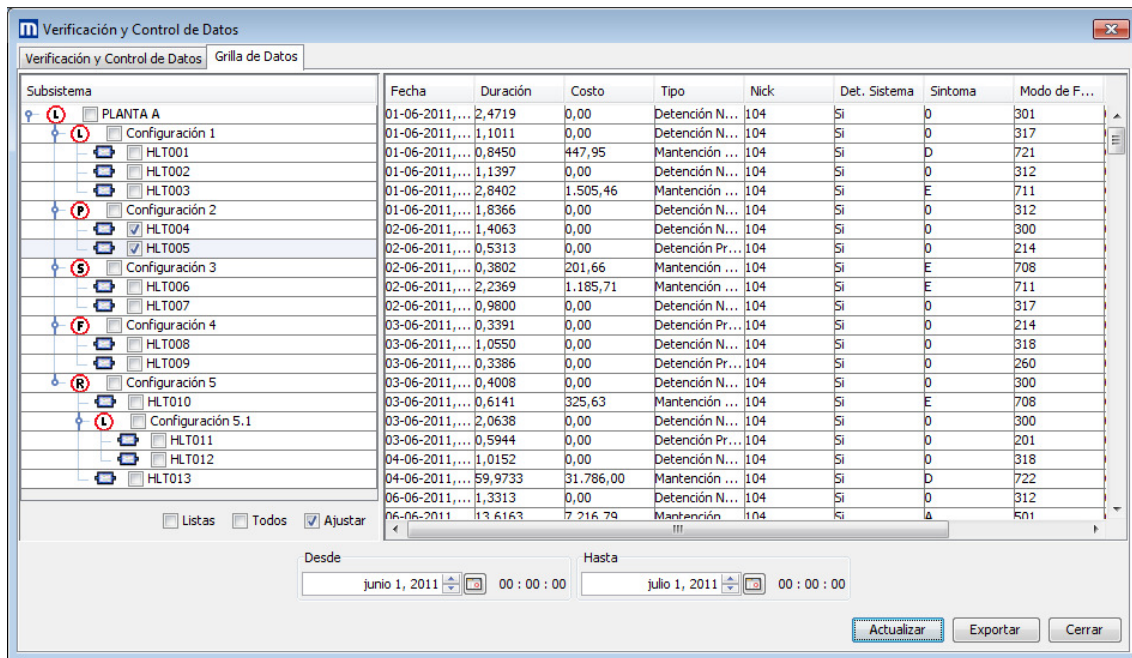 m Verificación y Control de Datos
Verificación y Control de Datos Grilla de Datos
Subsistema
L PLANTA A
L Configuración 1
HLT001
HLT002
HLT003
P Configuración 2
HLT004
HLT005
S Configuración 3
HLT006
HLT007
F Configuración 4
HLT008
HLT009
R Configuración 5
HLT010
L Configuración 5.1
HLT011
HLT012
HLT013
Listas Todos Ajustar
Fecha Duración Costo Tipo Nick Det. Sistema Sintoma Modo de F...
01-06-2011,... 2,4719 0,00 Detención N... 104 Si 0 301
01-06-2011,... 1,1011 0,00 Detención N... 104 Si 0 317
01-06-2011,... 0,8450 447,95 Mantención ... 104 Si D 721
01-06-2011,... 1,1397 0,00 Detención N... 104 Si 0 312
01-06-2011,... 2,8402 1.505,46 Mantención ... 104 Si E 711
01-06-2011,... 1,8366 0,00 Detención N... 104 Si 0 312
02-06-2011,... 1,4063 0,00 Detención N... 104 Si 0 300
02-06-2011,... 0,5313 0,00 Detención Pr... 104 Si 0 214
02-06-2011,... 0,3802 201,66 Mantención ... 104 Si E 708
02-06-2011,... 2,2369 1.185,71 Mantención ... 104 Si E 711
02-06-2011,... 0,9800 0,00 Detención N... 104 Si 0 317
03-06-2011,... 0,3391 0,00 Detención Pr... 104 Si 0 214
03-06-2011,... 1,0550 0,00 Detención N... 104 Si 0 318
03-06-2011,... 0,3386 0,00 Detención Pr... 104 Si 0 260
03-06-2011,... 0,4008 0,00 Detención N... 104 Si 0 300
03-06-2011,... 0,6141 325,63 Mantención ... 104 Si E 708
03-06-2011,... 2,0638 0,00 Detención N... 104 Si 0 300
03-06-2011,... 0,5944 0,00 Detención Pr... 104 Si 0 201
04-06-2011,... 1,0152 0,00 Detención N... 104 Si 0 318
04-06-2011,... 59,9733 31.786,00 Mantención ... 104 Si D 722
06-06-2011,... 1,3313 0,00 Detención N... 104 Si 0 312
06-06-2011,... 13,6163 7.216,79 Mantención ... 104 Si A 501
Desde Hasta
junio 1, 2011 00 : 00 : 00 julio 1, 2011 00 : 00 : 00
Actualizar Exportar Cerrar